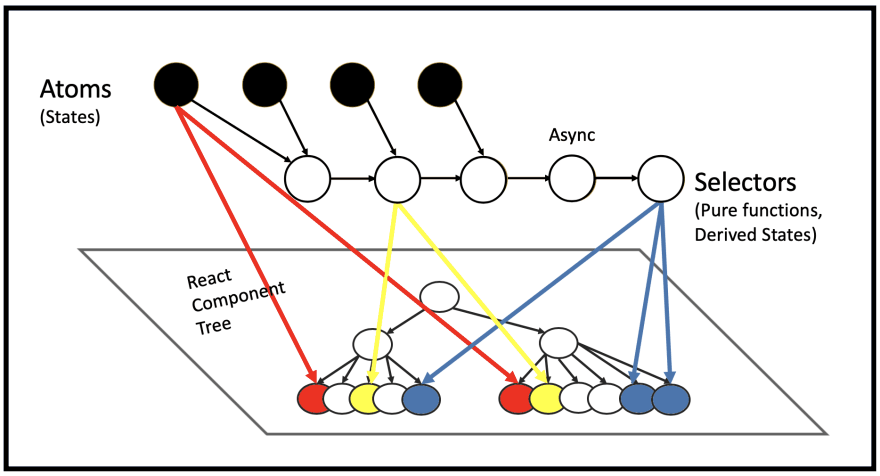 Atoms
(States)
Async
Selectors
(Pure functions,
Derived States)
React
Component
Tree